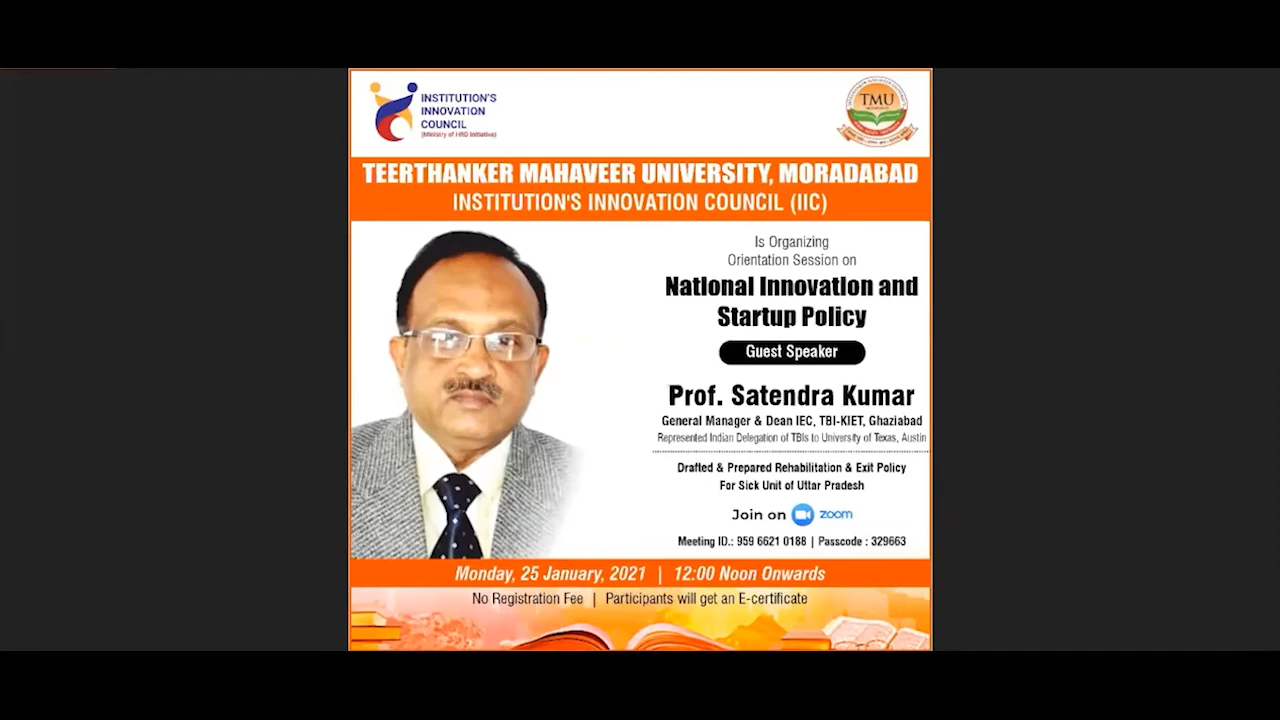 INSTITUTION'S
INNOVATION
COUNCIL
(Ministry of HRD Initiative)
TMU
TEERTHANKER MAHAVEER UNIVERSITY, MORADABAD
INSTITUTION'S INNOVATION COUNCIL (IIC)
Is Organizing
Orientation Session on
National Innovation and
Startup Policy
Guest Speaker
Prof. Satendra Kumar
General Manager & Dean IEC, TBI-KIET, Ghaziabad
Represented Indian Delegation of TBIs to University of Texas, Austin
Drafted & Prepared Rehabilitation & Exit Policy
For Sick Unit of Uttar Pradesh
Join on zoom
Meeting ID.: 959 6621 0188 | Passcode : 329663
Monday, 25 January, 2021 | 12:00 Noon Onwards
No Registration Fee | Participants will get an E-certificate